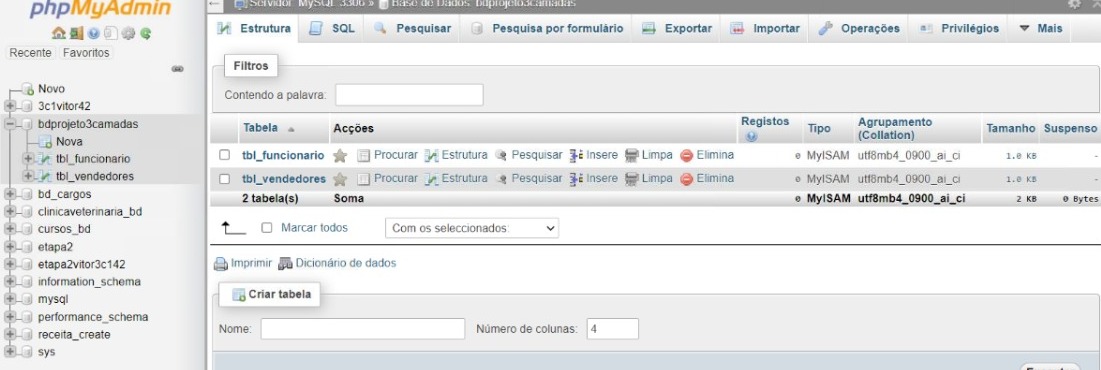 phpMyAdmin
Recente Favoritos
Novo
3c1vitor42
bdprojeto3camadas
Nova
tbl_funcionario
tbl_vendedores
bd_cargos
clinicaveterinaria_bd
cursos_bd
etapa2
etapa2vitor3c142
information_schema
mysql
performance_schema
receita_create
sys
Servidor: MySQL:3306 » Base de Dados: bdprojeto3camadas
Estrutura SQL Pesquisar Pesquisa por formulário Exportar Importar Operações Privilégios Mais
Filtros
Contendo a palavra:
Tabela Acções Registos Tipo Agrupamento (Collation) Tamanho Suspenso
tbl_funcionario Procurar Estrutura Pesquisar Insere Limpa Elimina 0 MyISAM utf8mb4_0900_ai_ci 1.0 KB -
tbl_vendedores Procurar Estrutura Pesquisar Insere Limpa Elimina 0 MyISAM utf8mb4_0900_ai_ci 1.0 KB -
2 tabela(s) Soma 0 MyISAM utf8mb4_0900_ai_ci 2 KB 0 Bytes
Marcar todos Com os seleccionados:
Imprimir Dicionário de dados
Criar tabela
Nome: Número de colunas: 4